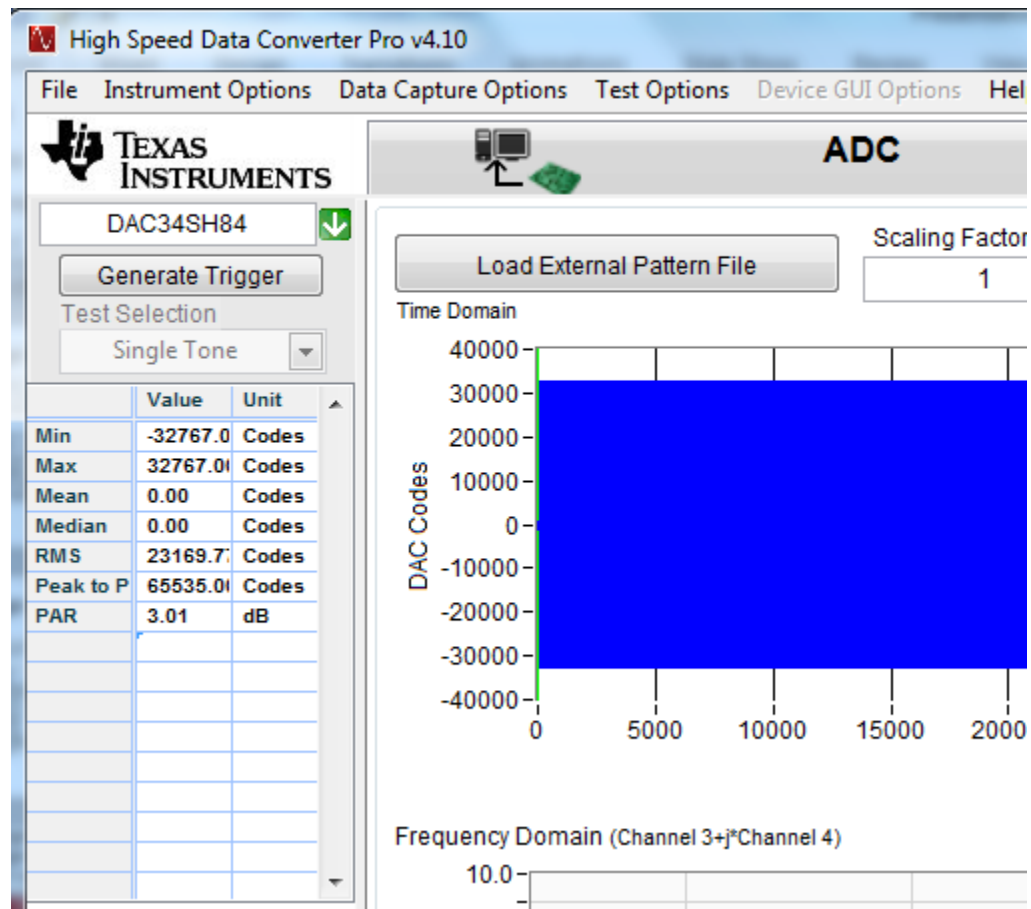 High Speed Data Converter Pro v4.10
File Instrument Options Data Capture Options Test Options Device GUI Options Hel
TEXAS
INSTRUMENTS
ADC
DAC34SH84
Generate Trigger
Test Selection
Single Tone
Value Unit
Min -32767.0 Codes
Max 32767.0 Codes
Mean 0.00 Codes
Median 0.00 Codes
RMS 23169.7 Codes
Peak to P 65535.0 Codes
PAR 3.01 dB
Load External Pattern File
Scaling Factor
1
Time Domain
DAC Codes
40000
30000
20000
10000
0
-10000
-20000
-30000
-40000
0 5000 10000 15000 2000
Frequency Domain (Channel 3+j*Channel 4)
10.0